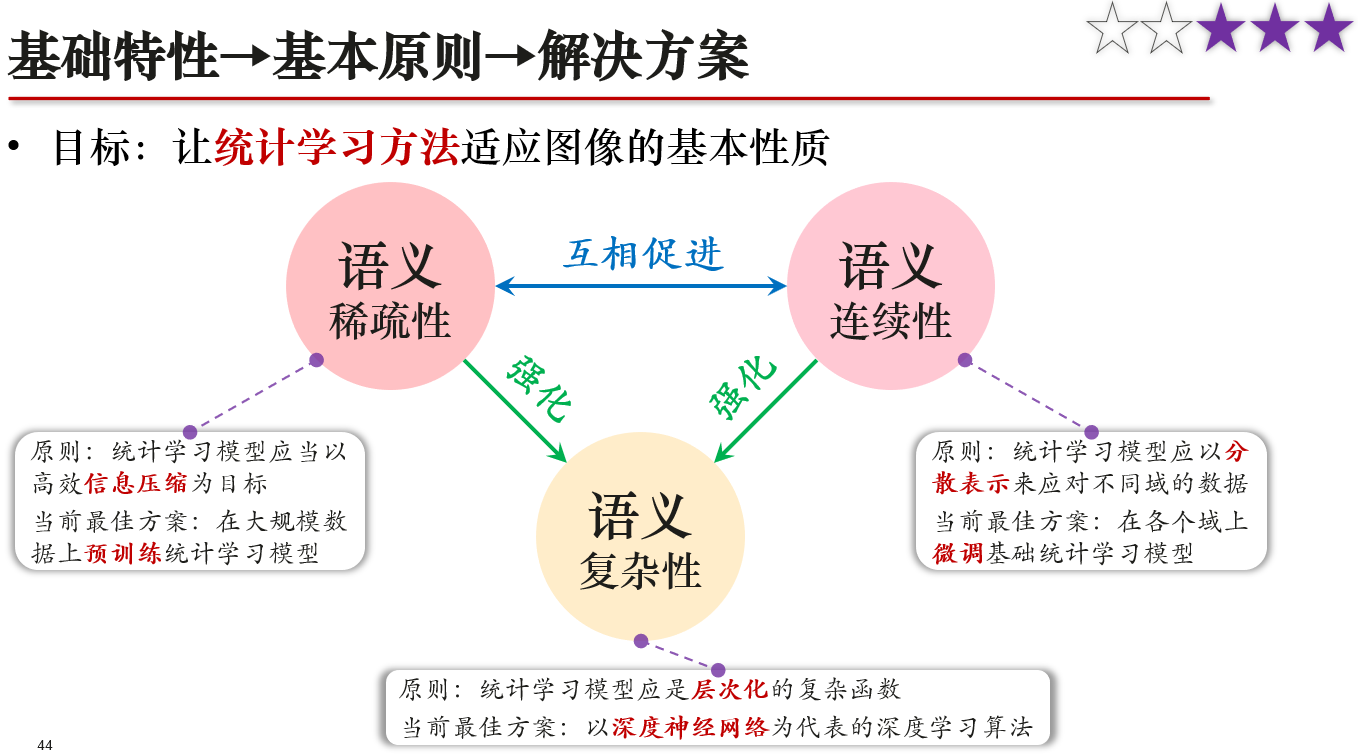 基础特性→基本原则→解决方案
• 目标：让统计学习方法适应图像的基本性质
语义
稀疏性
互相促进
语义
连续性
强化
强化
原则：统计学习模型应当以
高效信息压缩为目标
当前最佳方案：在大规模数
据上预训练统计学习模型
原则：统计学习模型应以分
散表示来应对不同域的数据
当前最佳方案：在各个域上
微调基础统计学习模型
语义
复杂性
原则：统计学习模型应是层次化的复杂函数
当前最佳方案：以深度神经网络为代表的深度学习算法
44